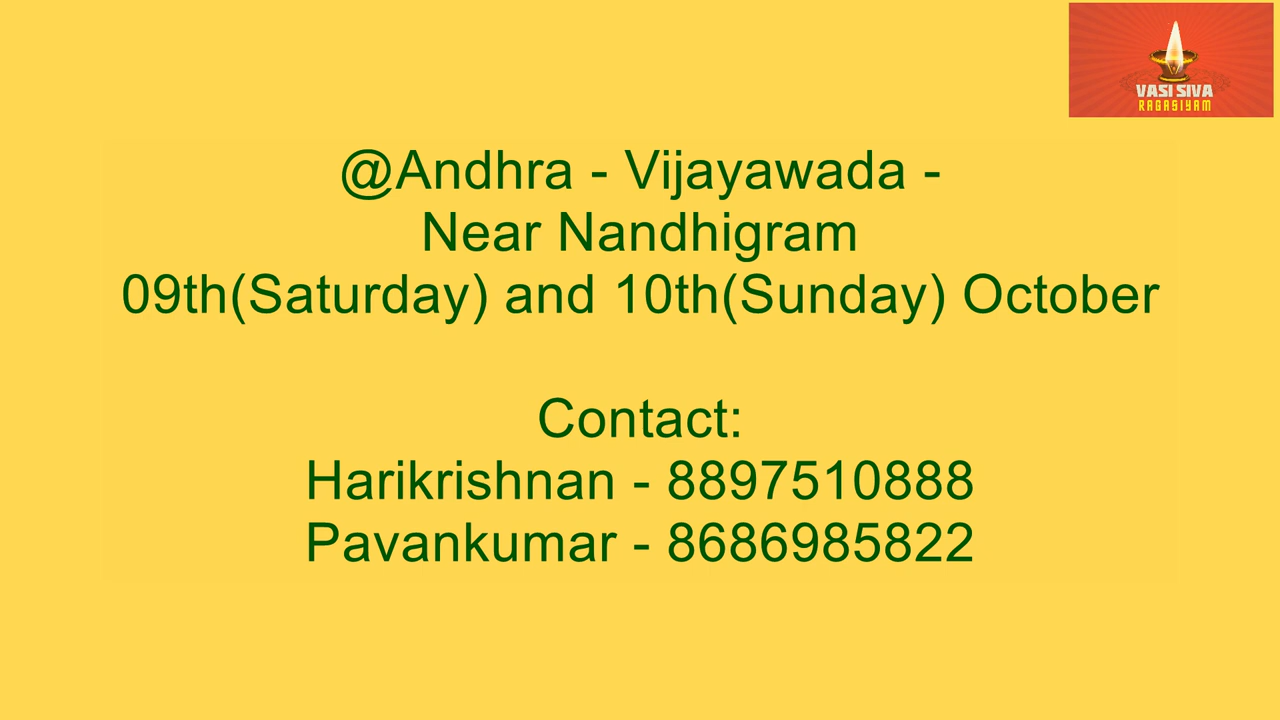 VASI SIVA
RAGASIYAM
@Andhra - Vijayawada -
Near Nandhigram
09th(Saturday) and 10th(Sunday) October
Contact:
Harikrishnan - 8897510888
Pavankumar - 8686985822